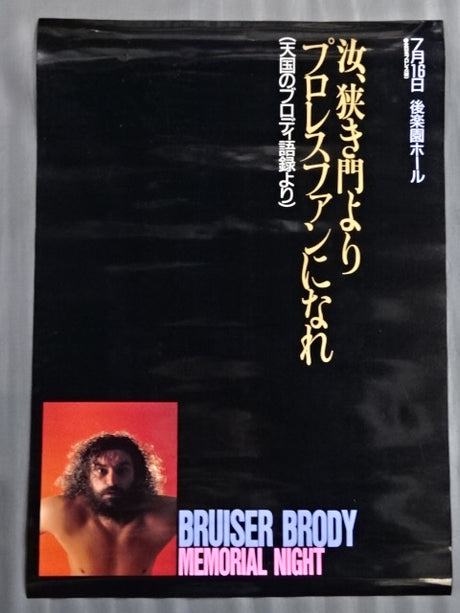 7月16日 後楽園ホール
汝、狭き門より
プロレスファンになれ
(天国のブロディ語録より)
BRUISER BRODY
MEMORIAL NIGHT